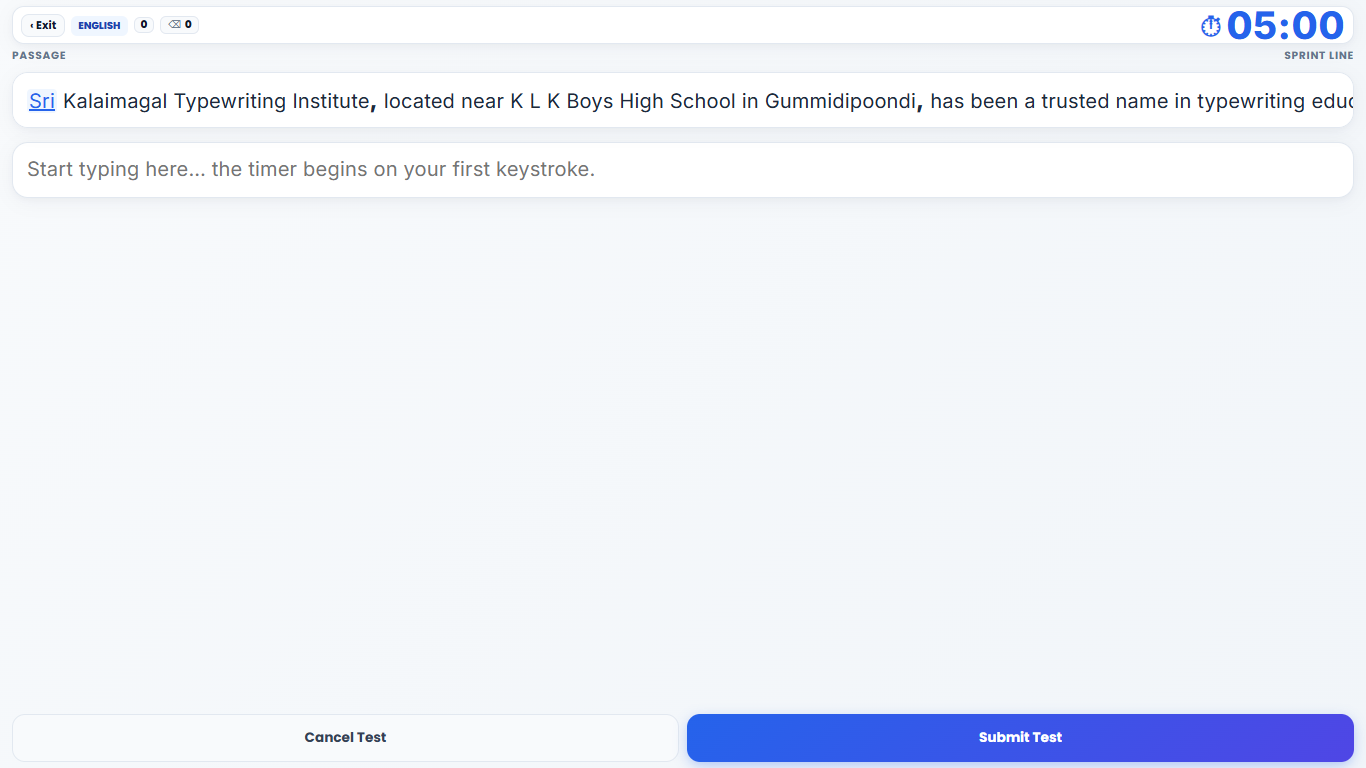 ‹ Exit ENGLISH 0 ⌫ 0 ⏱ 05:00
PASSAGE SPRINT LINE
Sri Kalaimagal Typewriting Institute, located near K L K Boys High School in Gummidipoondi, has been a trusted name in typewriting
Start typing here... the timer begins on your first keystroke.
Cancel Test Submit Test